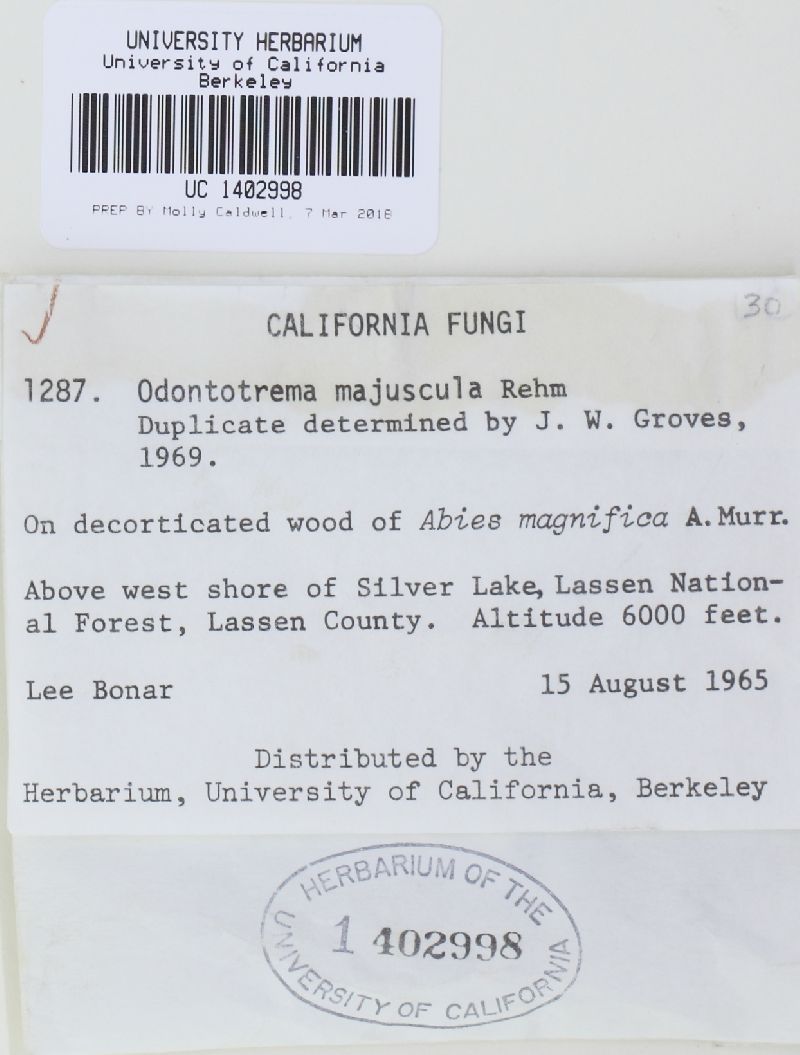 UNIVERSITY HERBARIUM
University of California
Berkeley
UC 1402998
PREP BY Molly Caldwell, 7 Mar 2018
30
CALIFORNIA FUNGI
1287. Odontotrema majuscula Rehm
Duplicate determined by J. W. Groves,
1969.
On decorticated wood of Abies magnifica A.Murr.
Above west shore of Silver Lake, Lassen Nation-
al Forest, Lassen County. Altitude 6000 feet.
Lee Bonar 15 August 1965
Distributed by the
Herbarium, University of California, Berkeley
HERBARIUM OF THE
1 402998
UNIVERSITY OF CALIFORNIA